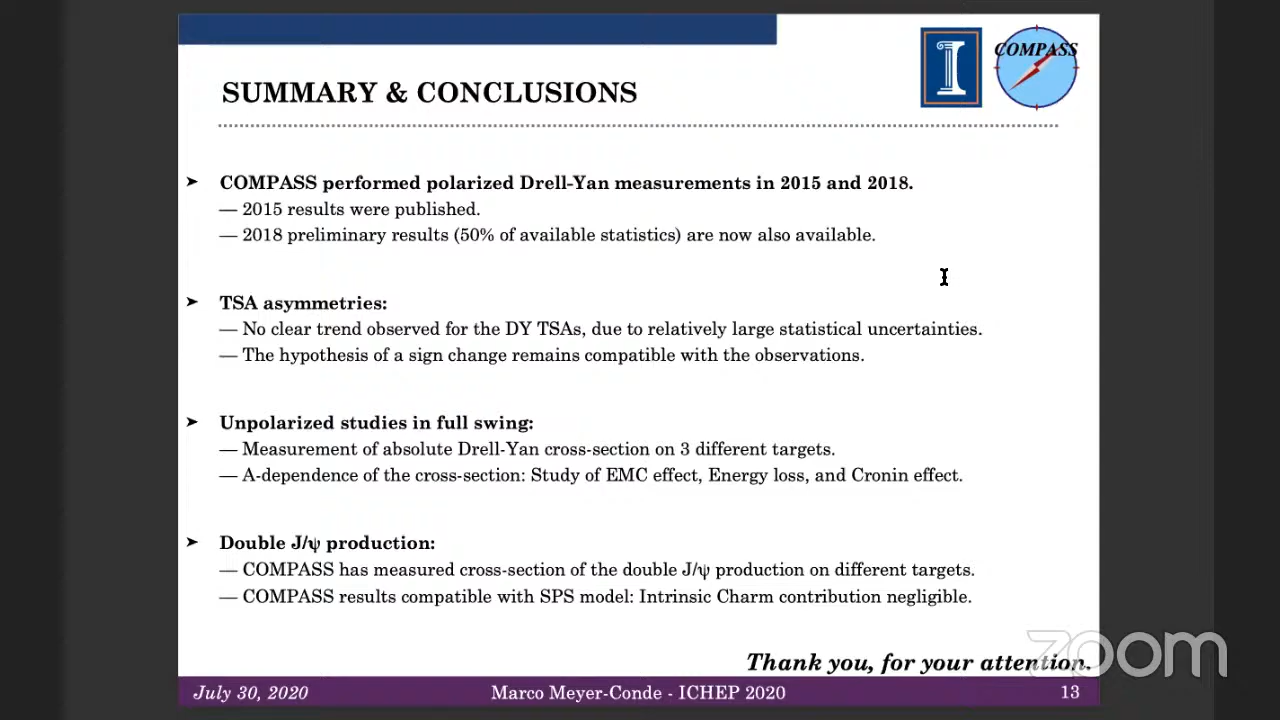 COMPASS
SUMMARY & CONCLUSIONS
➤ COMPASS performed polarized Drell-Yan measurements in 2015 and 2018.
— 2015 results were published.
— 2018 preliminary results (50% of available statistics) are now also available.
➤ TSA asymmetries:
— No clear trend observed for the DY TSAs, due to relatively large statistical uncertainties.
— The hypothesis of a sign change remains compatible with the observations.
➤ Unpolarized studies in full swing:
— Measurement of absolute Drell-Yan cross-section on 3 different targets.
— A-dependence of the cross-section: Study of EMC effect, Energy loss, and Cronin effect.
➤ Double J/ψ production:
— COMPASS has measured cross-section of the double J/ψ production on different targets.
— COMPASS results compatible with SPS model: Intrinsic Charm contribution negligible.
Thank you, for your attention.
zoom
July 30, 2020 Marco Meyer-Conde - ICHEP 2020 13